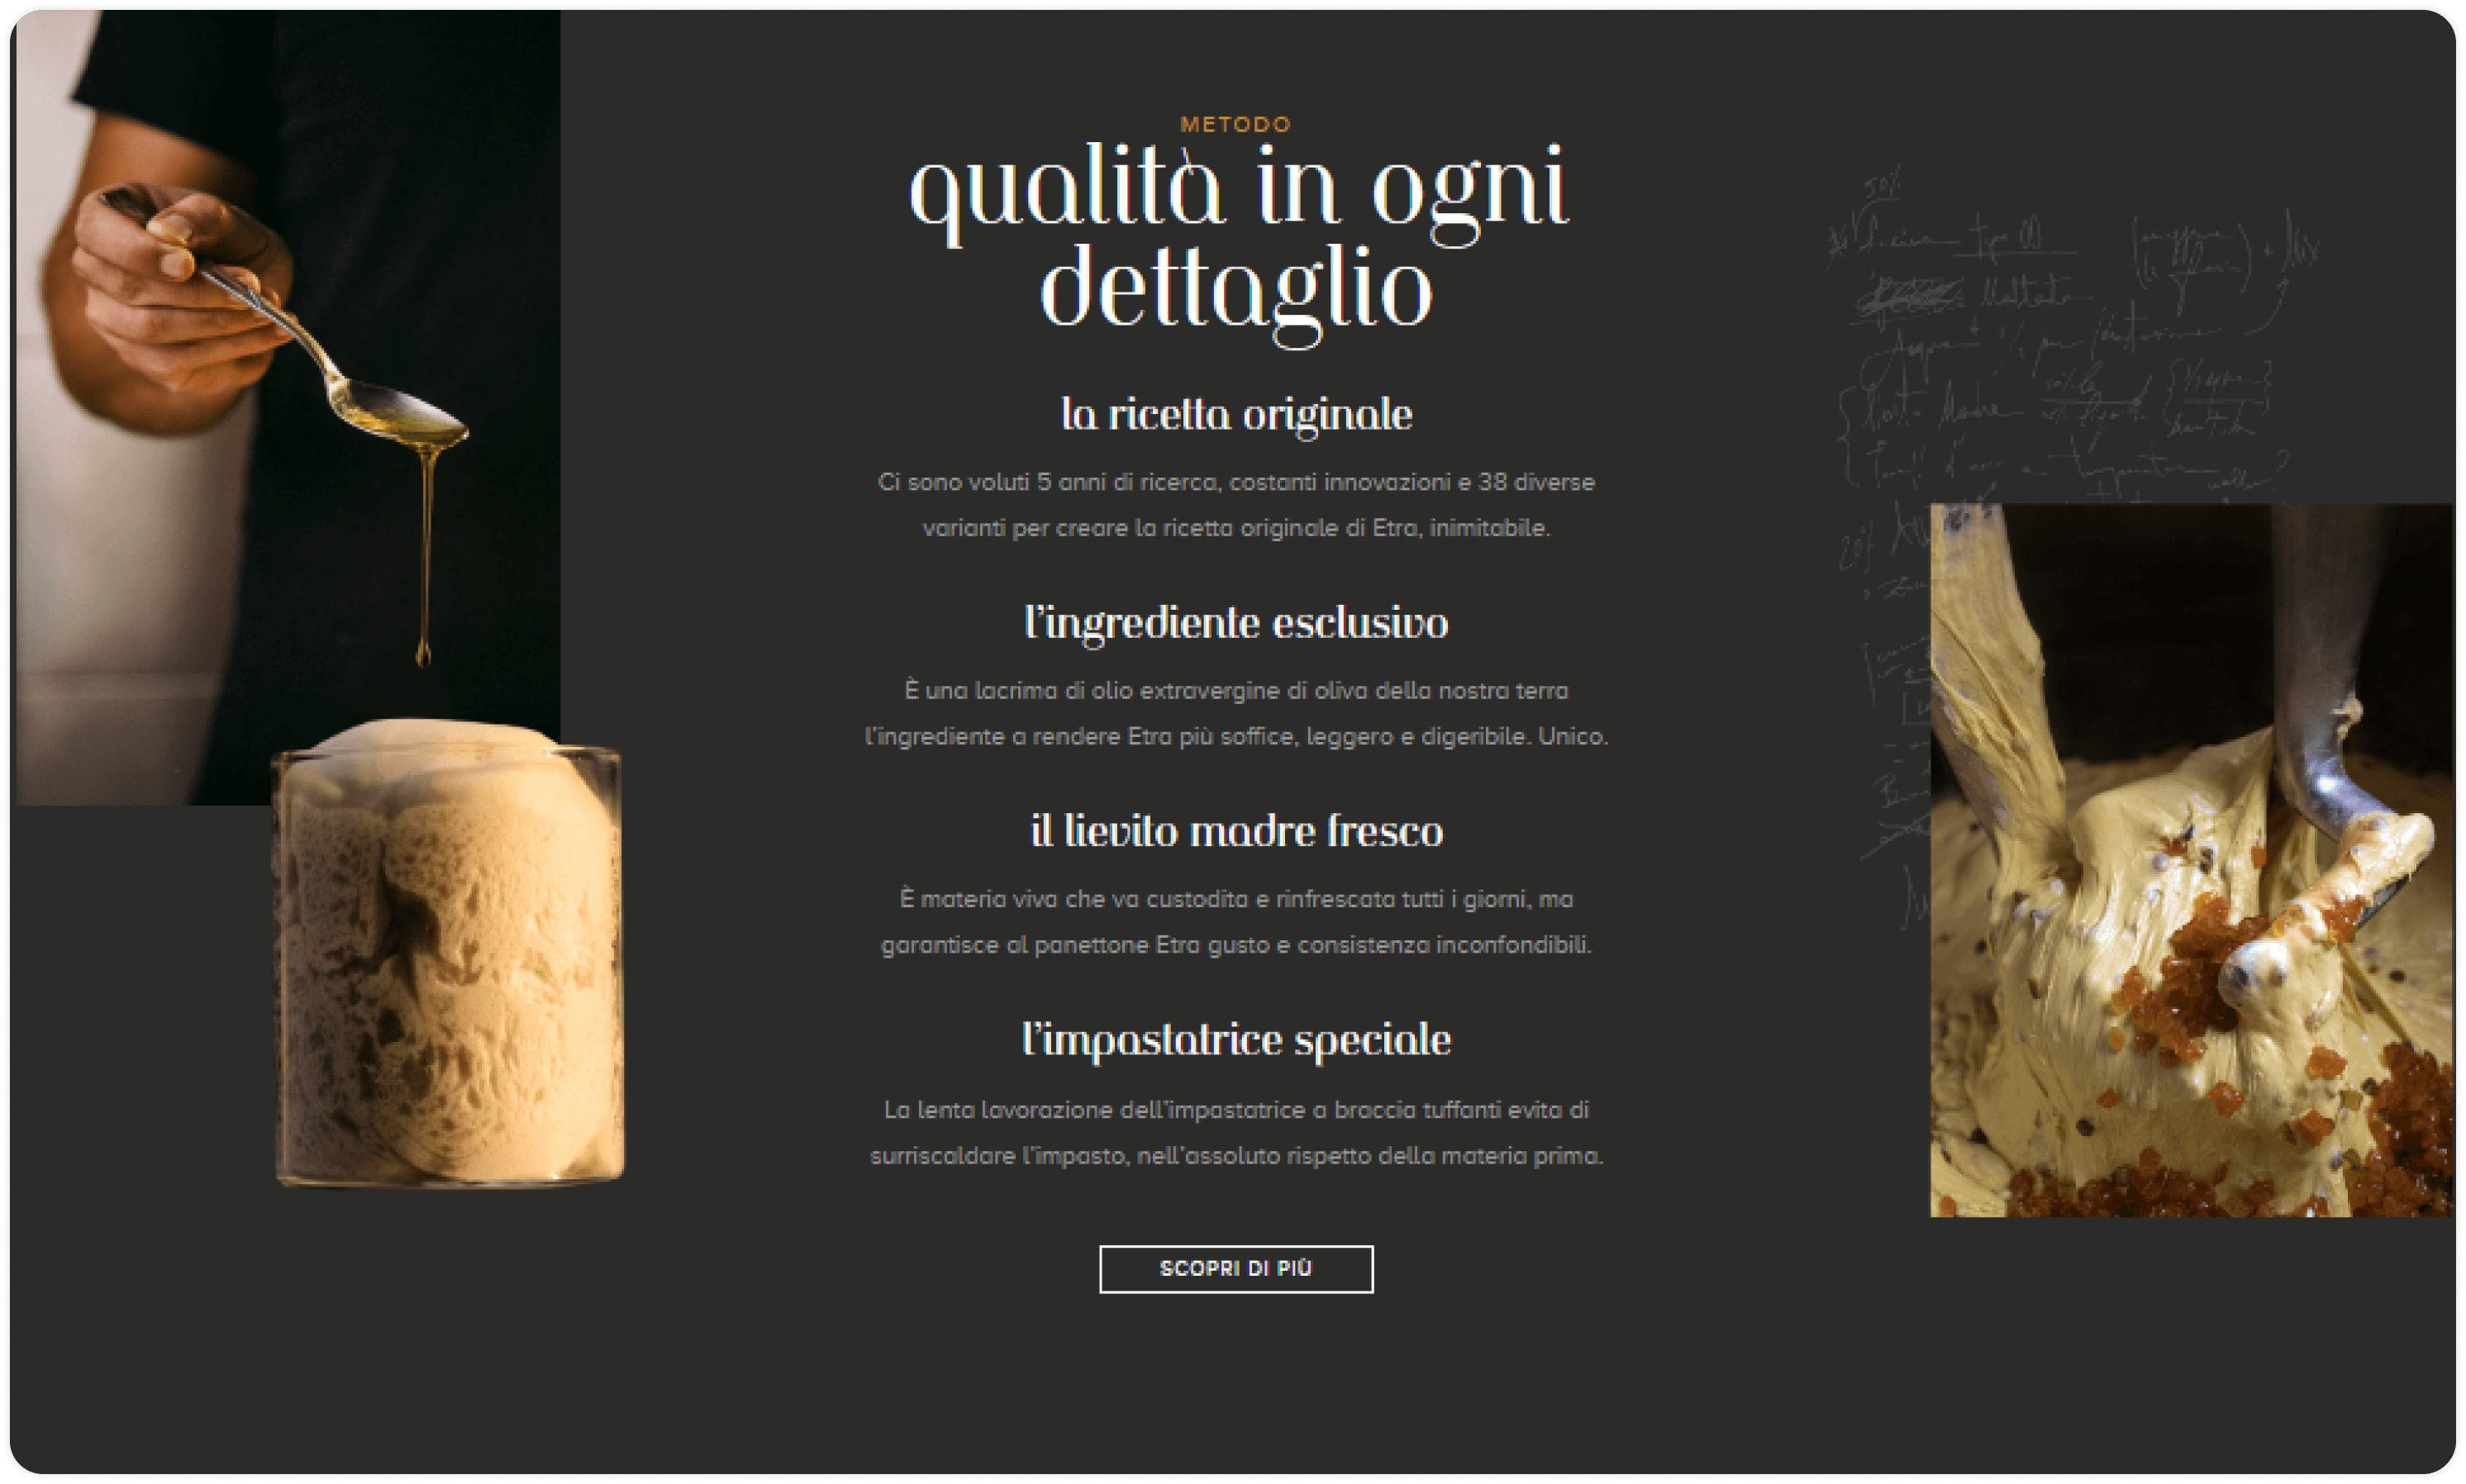 METODO
qualità in ogni
dettaglio
la ricetta originale
Ci sono voluti 5 anni di ricerca, costanti innovazioni e 38 diverse
varianti per creare la ricetta originale di Etra, inimitabile.
l'ingrediente esclusivo
È una lacrima di olio extravergine di oliva della nostra terra
l'ingrediente a rendere Etra più soffice, leggero e digeribile. Unico.
il lievito madre fresco
È materia viva che va custodita e rinfrescata tutti i giorni, ma
garantisce al panettone Etra gusto e consistenza inconfondibili.
l'impastatrice speciale
La lenta lavorazione dell'impastatrice a braccia tuffanti evita di
surriscaldare l'impasto, nell'assoluto rispetto della materia prima.
SCOPRI DI PIÙ
50%
20%